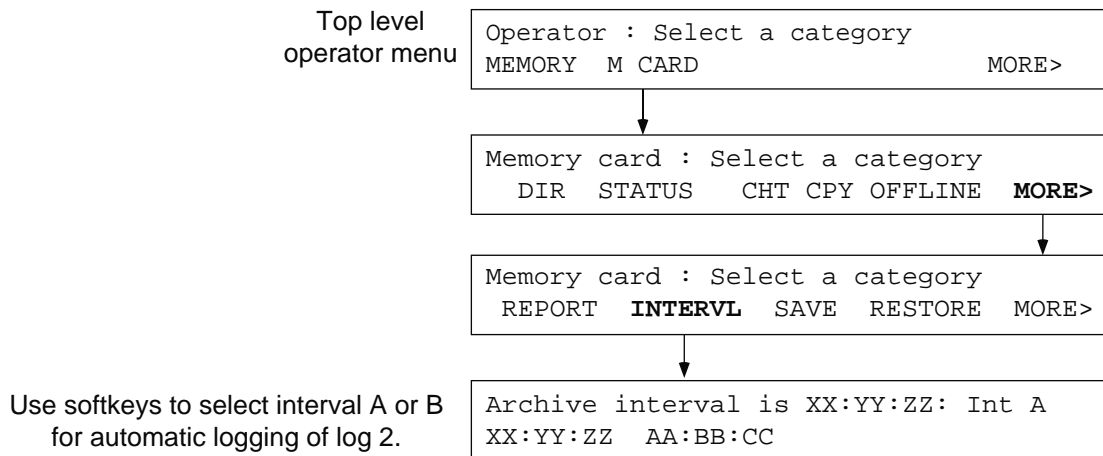 Top level
operator menu
Operator : Select a category
MEMORY M CARD MORE>
Memory card : Select a category
DIR STATUS CHT CPY OFFLINE MORE>
Memory card : Select a category
REPORT INTERVL SAVE RESTORE MORE>
Use softkeys to select interval A or B
for automatic logging of log 2.
Archive interval is XX:YY:ZZ: Int A
XX:YY:ZZ AA:BB:CC